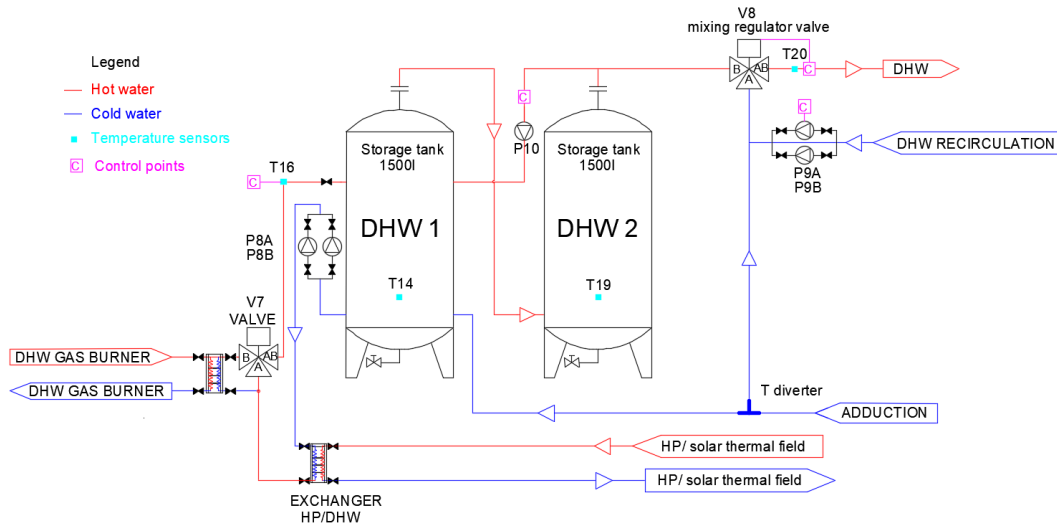 V8
mixing regulator valve
T20
B
AB
A
C
DHW
Legend
Hot water
Cold water
Temperature sensors
C
Control points
C
P10
Storage tank
1500l
DHW 1
T14
Storage tank
1500l
DHW 2
T19
C
P9A
P9B
DHW RECIRCULATION
T16
C
P8A
P8B
V7
VALVE
B
AB
A
DHW GAS BURNER
DHW GAS BURNER
T diverter
ADDUCTION
HP/ solar thermal field
HP/ solar thermal field
EXCHANGER
HP/DHW